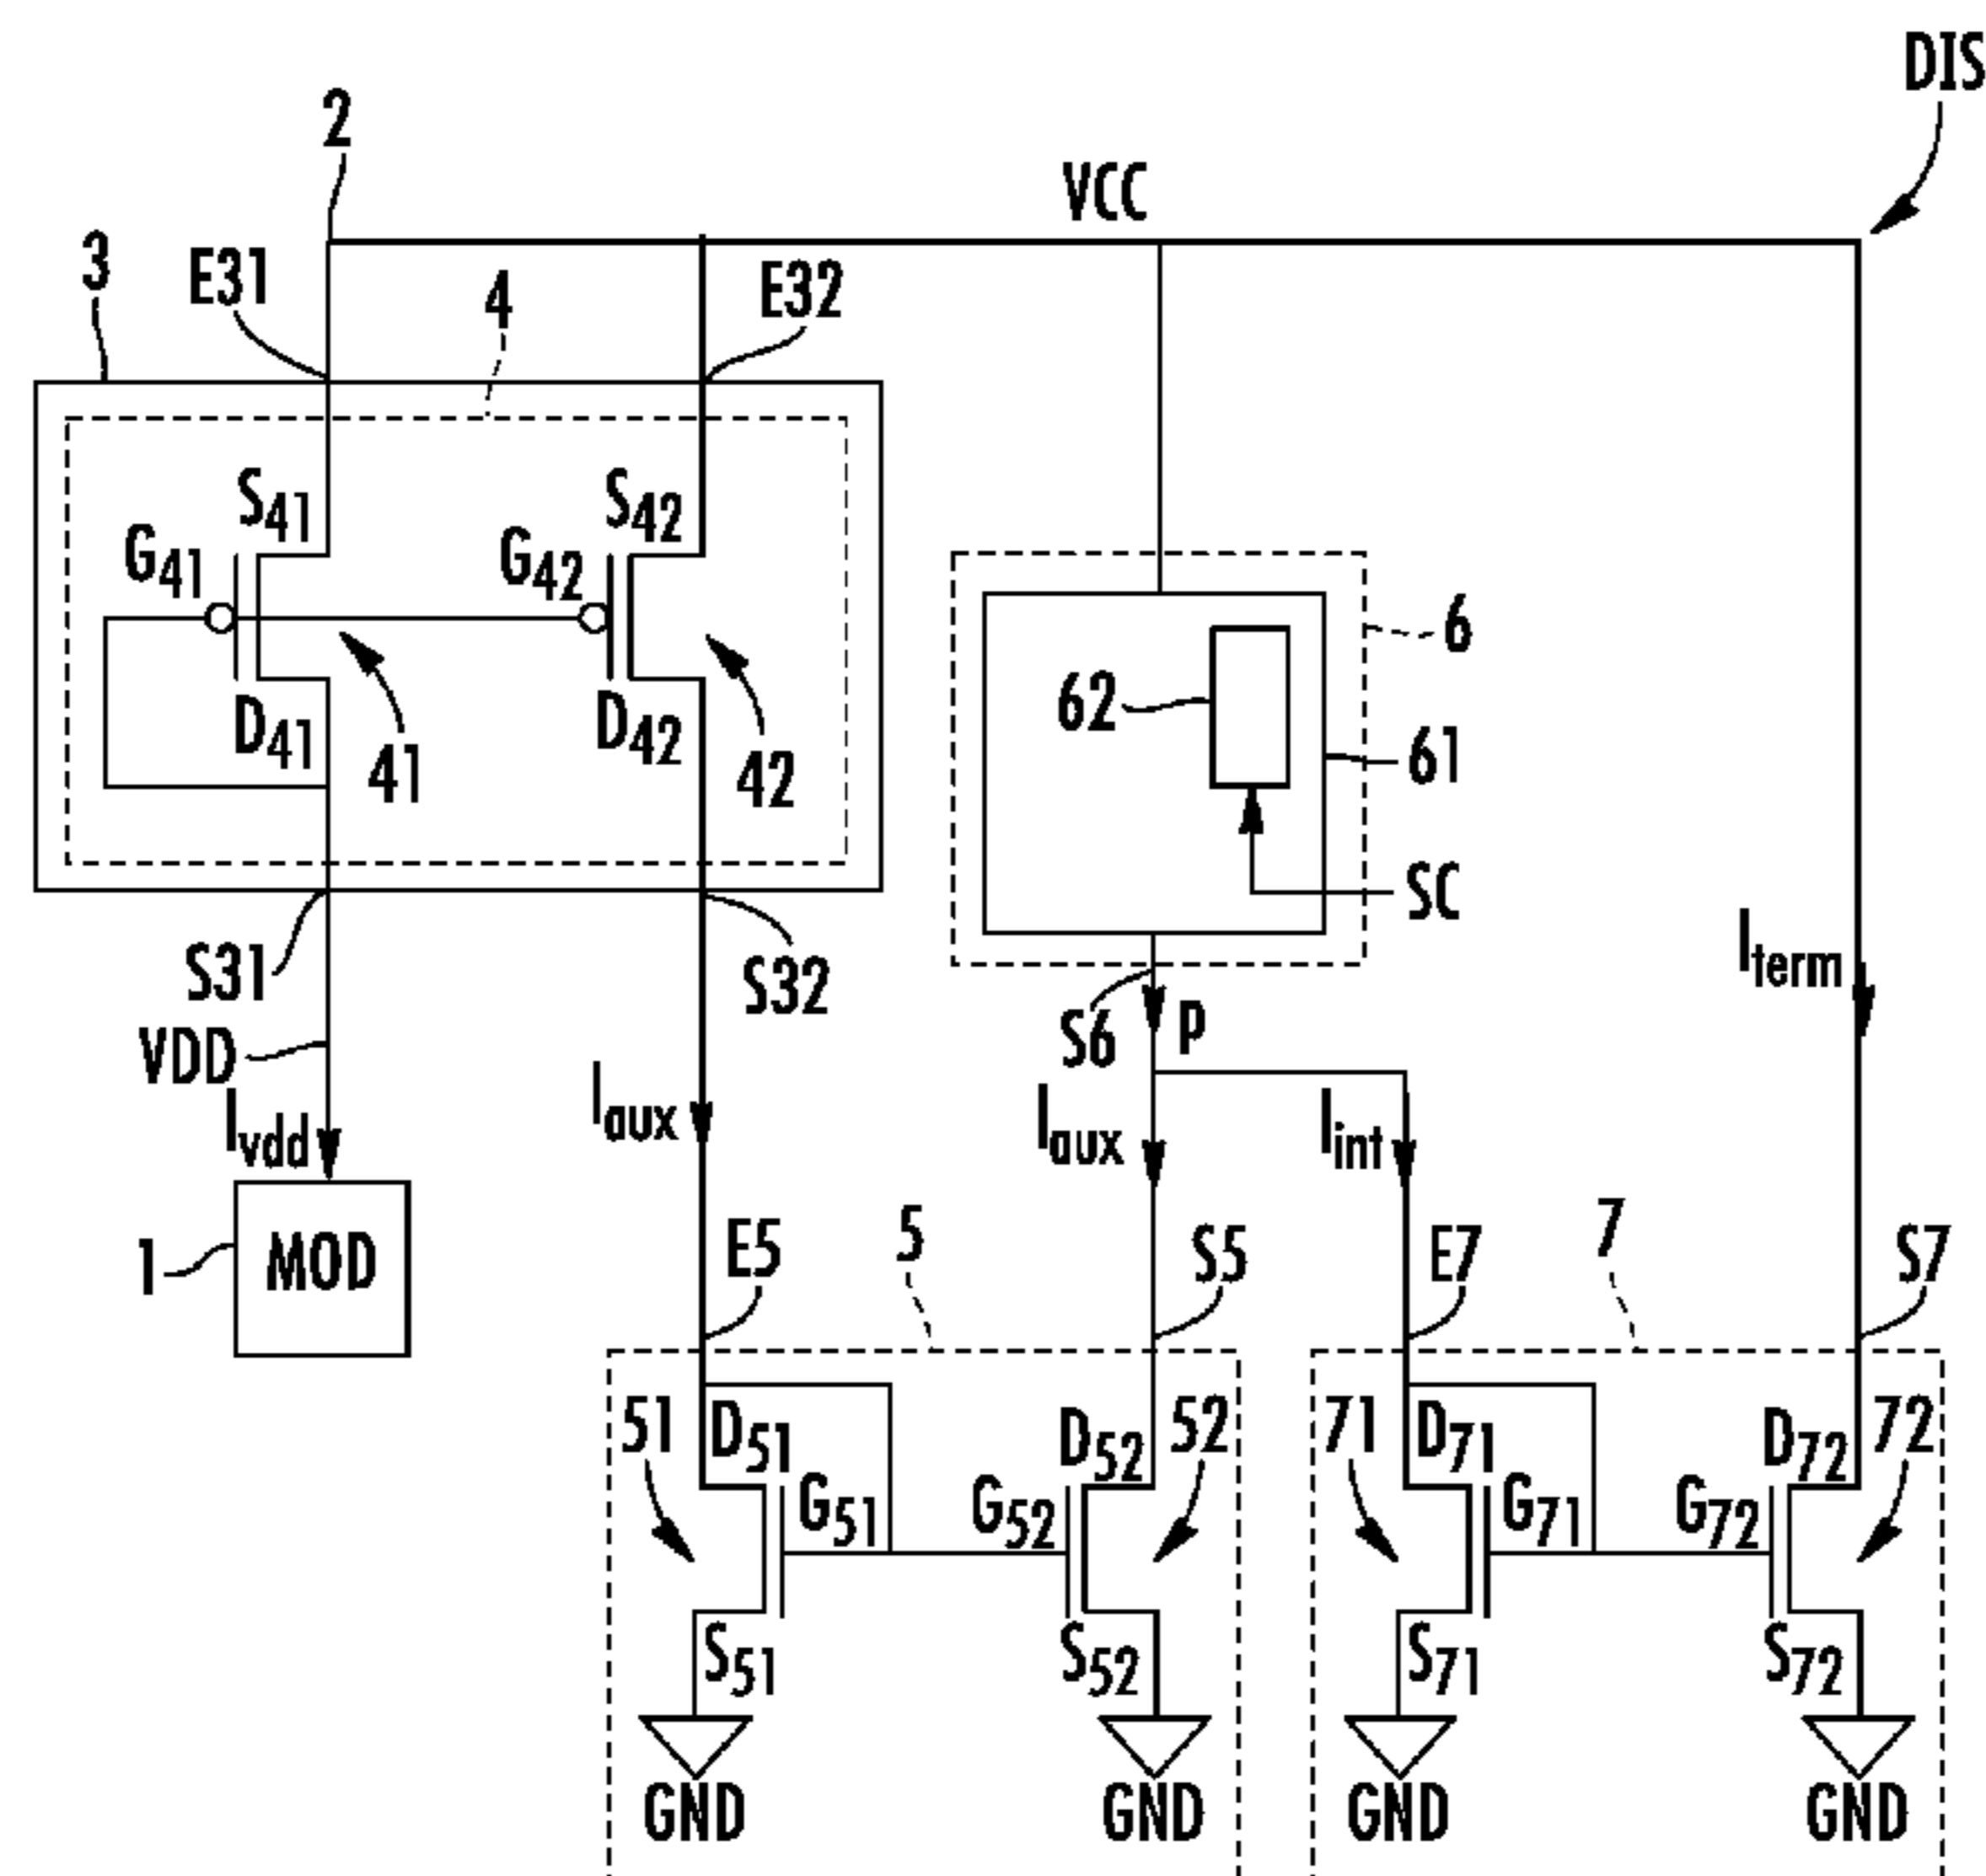 DIS
2
VCC
3
E31
4
E32
S41
S42
G41
G42
6
62
D41
D42
61
41
42
SC
Iterm
S31
S32
P
S6
VDD
Ivdd
Iaux
Iaux
Iint
1
MOD
E5
5
S5
E7
7
S7
51
D51
D52
52
71
D71
D72
72
G51
G52
G71
G72
S51
S52
S71
S72
GND
GND
GND
GND